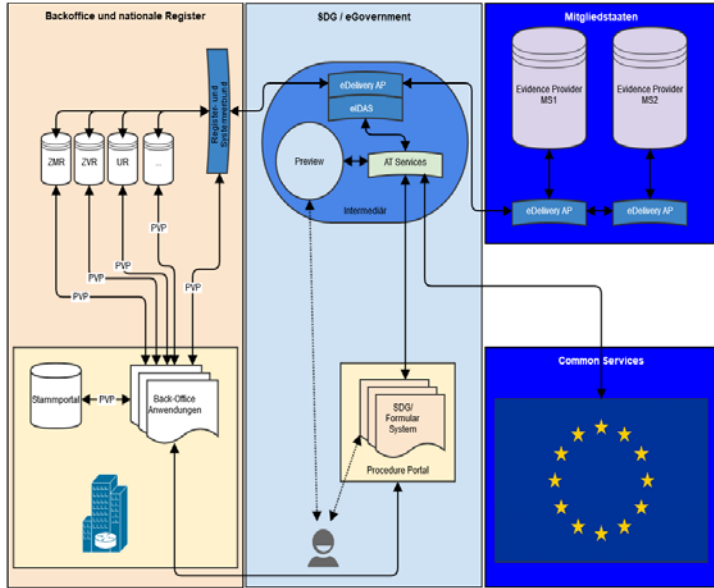 Backoffice und nationale Register
SDG / eGovernment
Mitgliedstaaten
Register- und
Systemverbund
ZMR
ZVR
UR
...
eDelivery AP
eIDAS
Preview
AT Services
Intermediär
Evidence Provider
MS1
Evidence Provider
MS2
eDelivery AP
eDelivery AP
PVP
PVP
PVP
PVP
PVP
Stammportal
PVP
Back-Office
Anwendungen
SDG/
Formular
System
Procedure Portal
Common Services